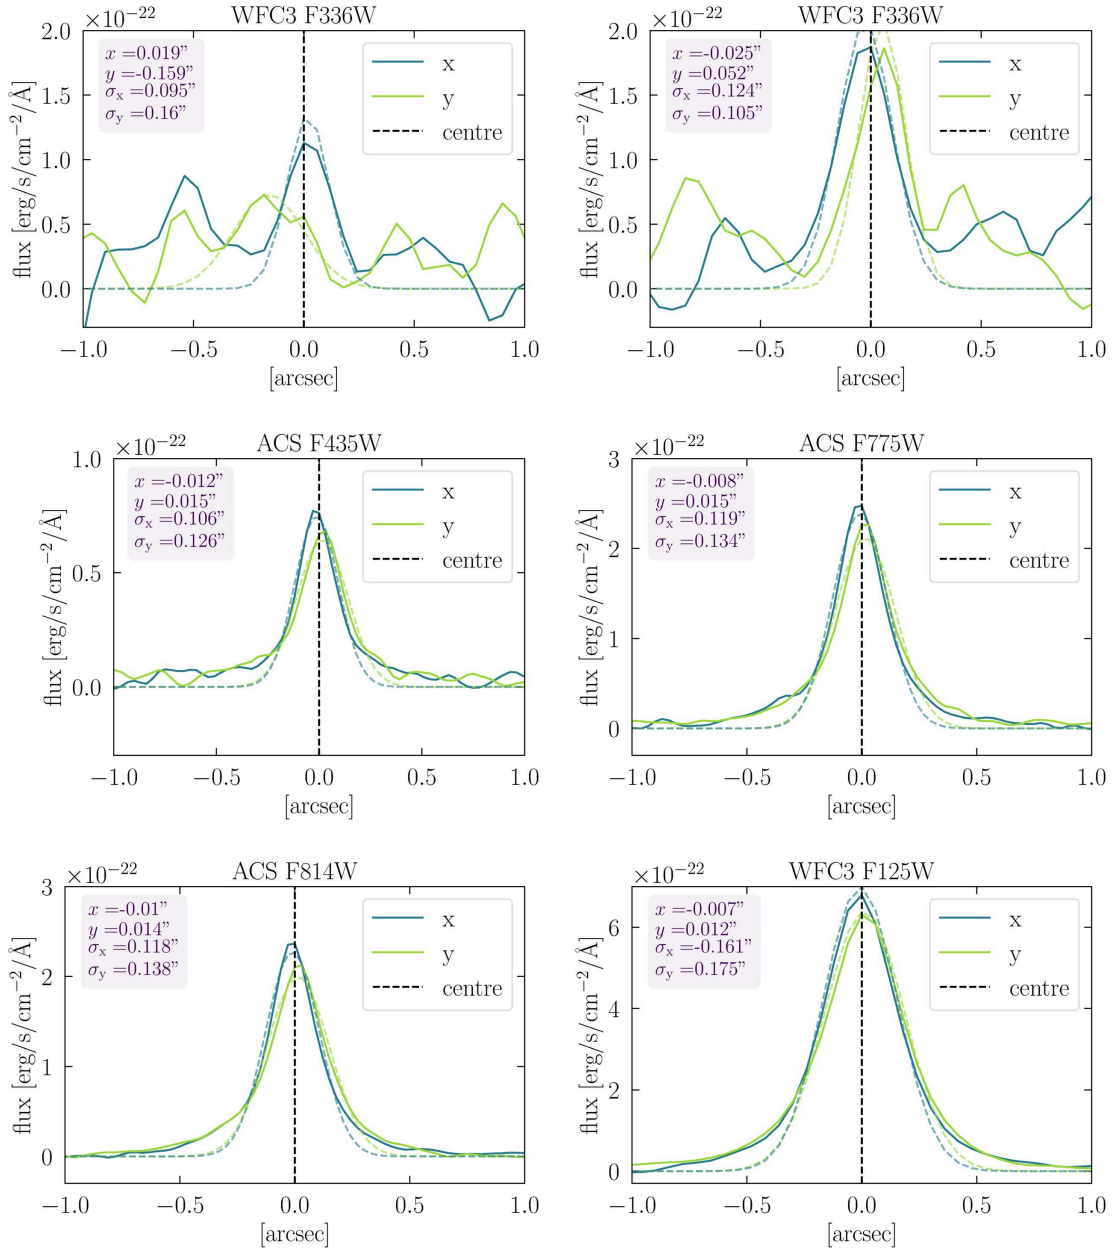 ×10−22 WFC3 F336W
2.0
1.5
1.0
0.5
0.0
flux [erg/s/cm−2/Å]
x =0.019”
y =-0.159”
σx =0.095”
σy =0.16”
x
y
centre
−1.0 −0.5 0.0 0.5 1.0
[arcsec]
×10−22 WFC3 F336W
2.0
1.5
1.0
0.5
0.0
flux [erg/s/cm−2/Å]
x =-0.025”
y =0.052”
σx =0.124”
σy =0.105”
x
y
centre
−1.0 −0.5 0.0 0.5 1.0
[arcsec]
×10−22 ACS F435W
1.0
0.5
0.0
flux [erg/s/cm−2/Å]
x =-0.012”
y =0.015”
σx =0.106”
σy =0.126”
x
y
centre
−1.0 −0.5 0.0 0.5 1.0
[arcsec]
×10−22 ACS F775W
3
2
1
0
flux [erg/s/cm−2/Å]
x =-0.008”
y =0.015”
σx =0.119”
σy =0.134”
x
y
centre
−1.0 −0.5 0.0 0.5 1.0
[arcsec]
×10−22 ACS F814W
3
2
1
0
flux [erg/s/cm−2/Å]
x =-0.01”
y =0.014”
σx =0.118”
σy =0.138”
x
y
centre
−1.0 −0.5 0.0 0.5 1.0
[arcsec]
×10−22 WFC3 F125W
6
4
2
0
flux [erg/s/cm−2/Å]
x =-0.007”
y =0.012”
σx =-0.161”
σy =0.175”
x
y
centre
−1.0 −0.5 0.0 0.5 1.0
[arcsec]